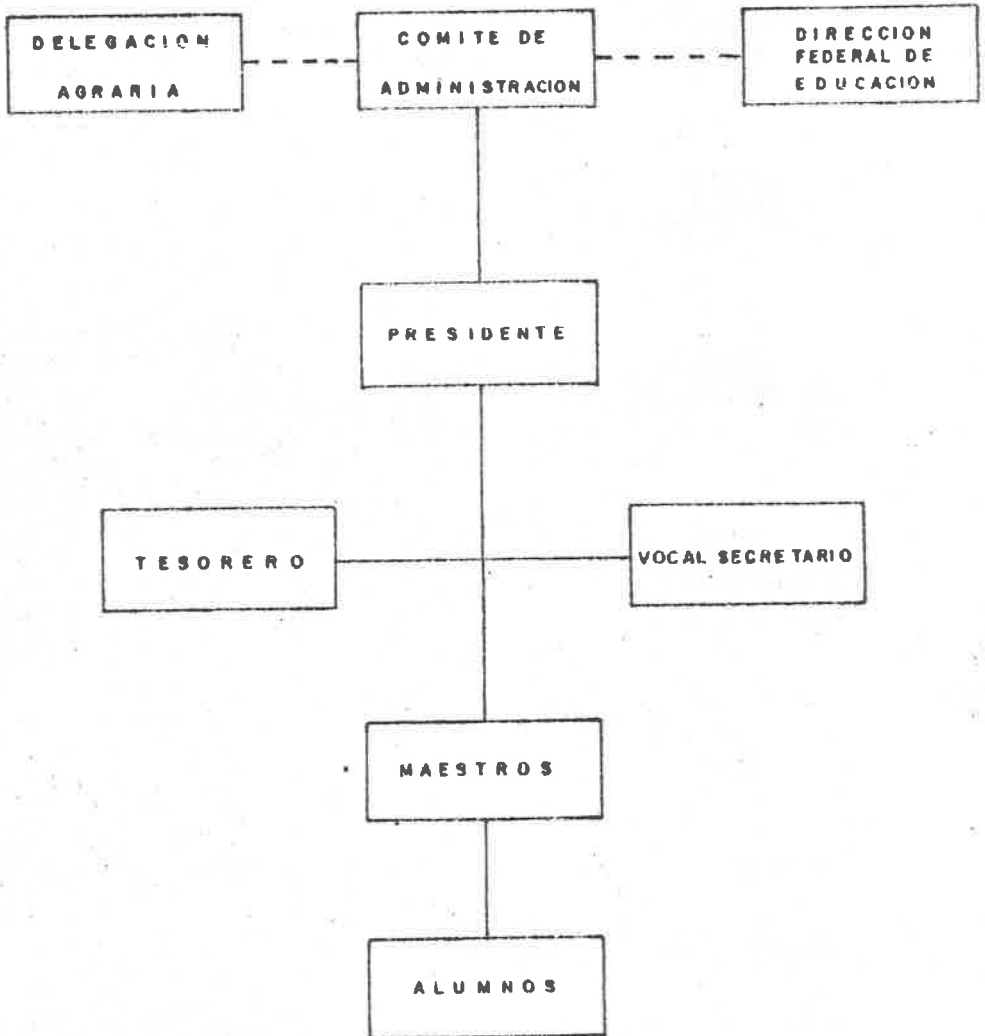 DELEGACION
AGRARIA
COMITE DE
ADMINISTRACION
DIRECCION
FEDERAL DE
EDUCACION
PRESIDENTE
TESORERO
VOCAL SECRETARIO
MAESTROS
ALUMNOS